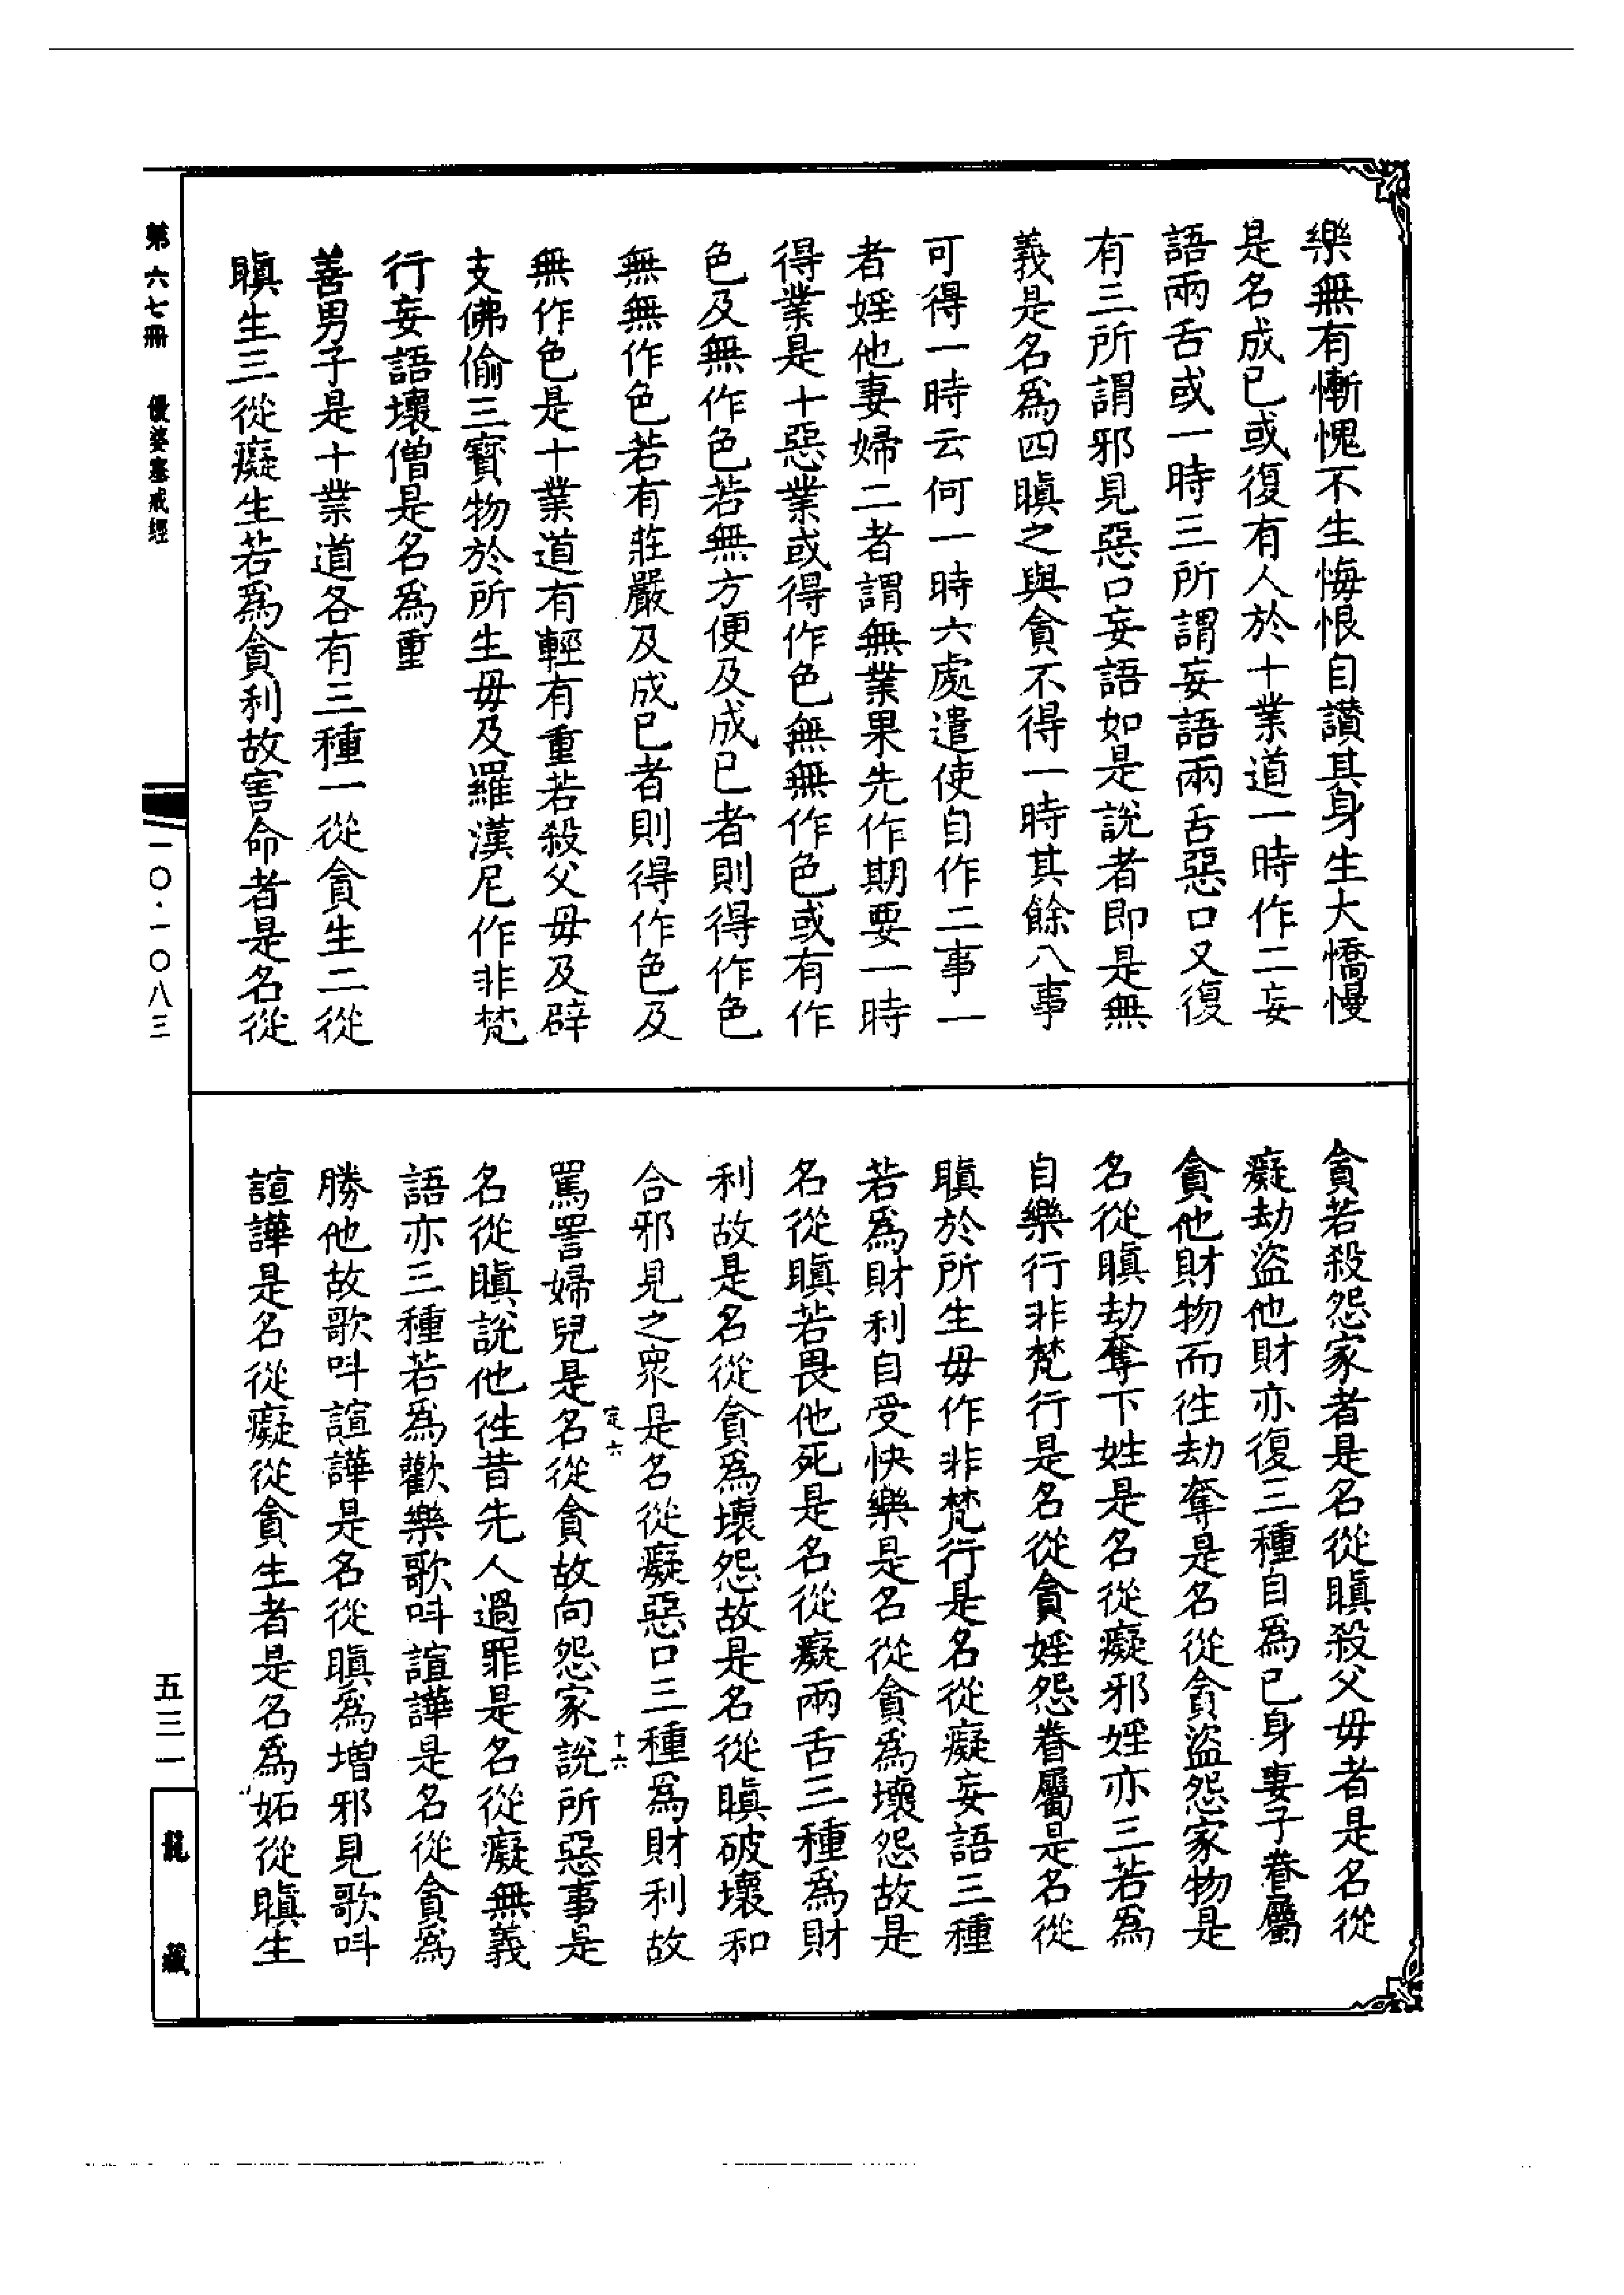 樂無有慚愧不生悔恨自讃其身生大憍慢
是名成已或復有人於十業道一時作二妄
語兩舌或一時三所謂妄語兩舌惡口又復
有三所謂邪見惡口妄語如是說者即是無
義是名爲四瞋之與貪不得一時其餘八事
可得一時云何一時六處遣使自作二事一
者婬他妻婦二者謂無業果先作期要一時
得業是十惡業或得作色無無作色或有作
色及無作色若無方便及成已者則得作色
無無作色若有莊嚴及成已者則得作色及
無作色是十業道有輕有重若殺父母及辟
支佛偷三寶物於所生母及羅漢尼作非梵
行妄語壞僧是名爲重
善男子是十業道各有三種一從貪生二從
瞋生三從癡生若爲貪利故害命者是名從
貪若殺怨家者是名從瞋殺父母者是名從
癡劫盜他財亦復三種自爲已身妻子眷屬
貪他財物而往劫奪是名從貪盜怨家物是
名從瞋劫奪下姓是名從癡邪婬亦三若爲
自樂行非梵行是名從貪婬怨眷屬是名從
瞋於所生母作非梵行是名從癡妄語三種
若爲財利自受快樂是名從貪爲壞怨故是
名從瞋若畏他死是名從癡兩舌三種爲財
利故是名從貪爲壞怨故是名從瞋破壞和
合邪見之衆是名從癡惡口三種爲財利故
定六
十六
罵詈婦兒是名從貪故向怨家說所惡事是
名從瞋說他往昔先人過罪是名從癡無義
語亦三種若爲歡樂歌呌諠譁是名從貪爲
勝他故歌呌諠譁是名從瞋爲增邪見歌呌
諠譁是名從癡從貪生者是名爲妬從瞋生
第六七冊
優婆塞戒經
一〇·一〇八三
五三一
龍藏